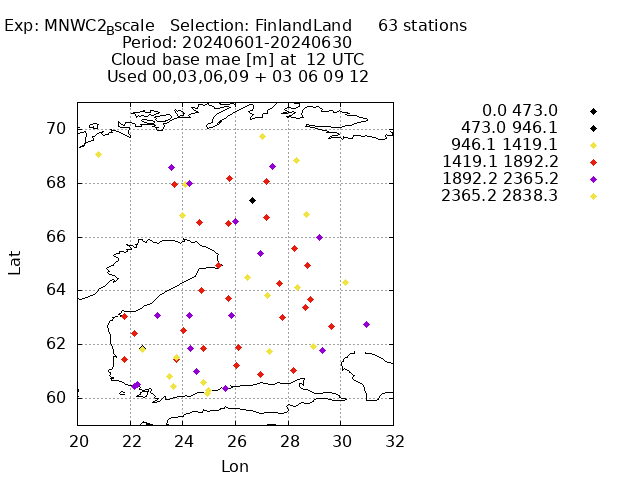 Exp: MNWC2Bscale   Selection: FinlandLand     63 stations
Period: 20240601-20240630
Cloud base mae [m] at  12 UTC
Used 00,03,06,09 + 03 06 09 12
0.0 473.0
473.0 946.1
946.1 1419.1
1419.1 1892.2
1892.2 2365.2
2365.2 2838.3
70
68
66
64
62
60
Lat
20 22 24 26 28 30 32
Lon